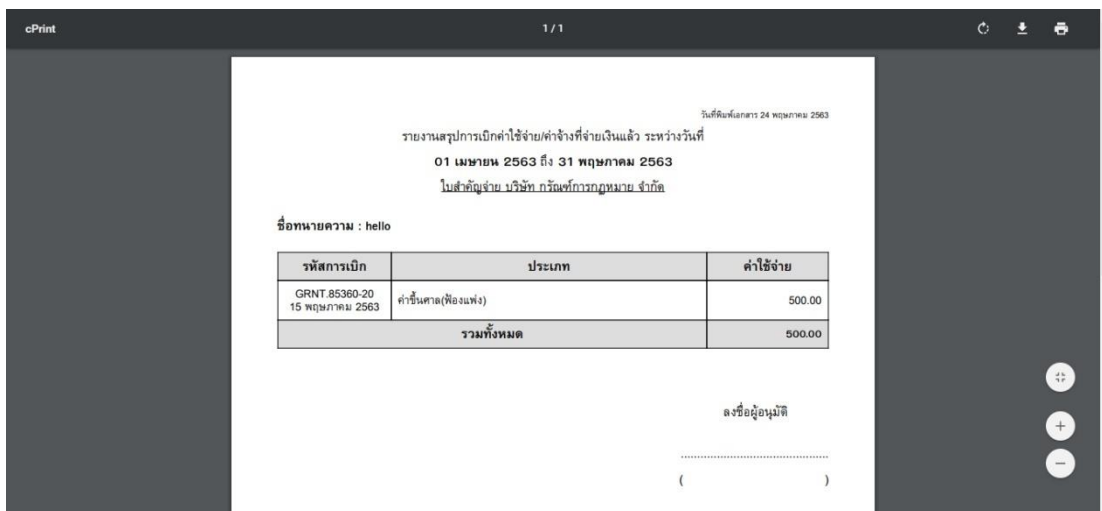 cPrint
1 / 1
วันที่พิมพ์เอกสาร 24 พฤษภาคม 2563
รายงานสรุปการเบิกค่าใช้จ่าย/ค่าจ้างที่จ่ายเงินแล้ว ระหว่างวันที่
01 เมษายน 2563 ถึง 31 พฤษภาคม 2563
ใบสำคัญจ่าย บริษัท กรัณฑ์การกฎหมาย จำกัด
ชื่อทนายความ : hello
รหัสการเบิก ประเภท ค่าใช้จ่าย
GRNT.85360-20
15 พฤษภาคม 2563 ค่าขึ้นศาล(ฟ้องแพ่ง) 500.00
รวมทั้งหมด 500.00
ลงชื่อผู้อนุมัติ
..............................................
( )